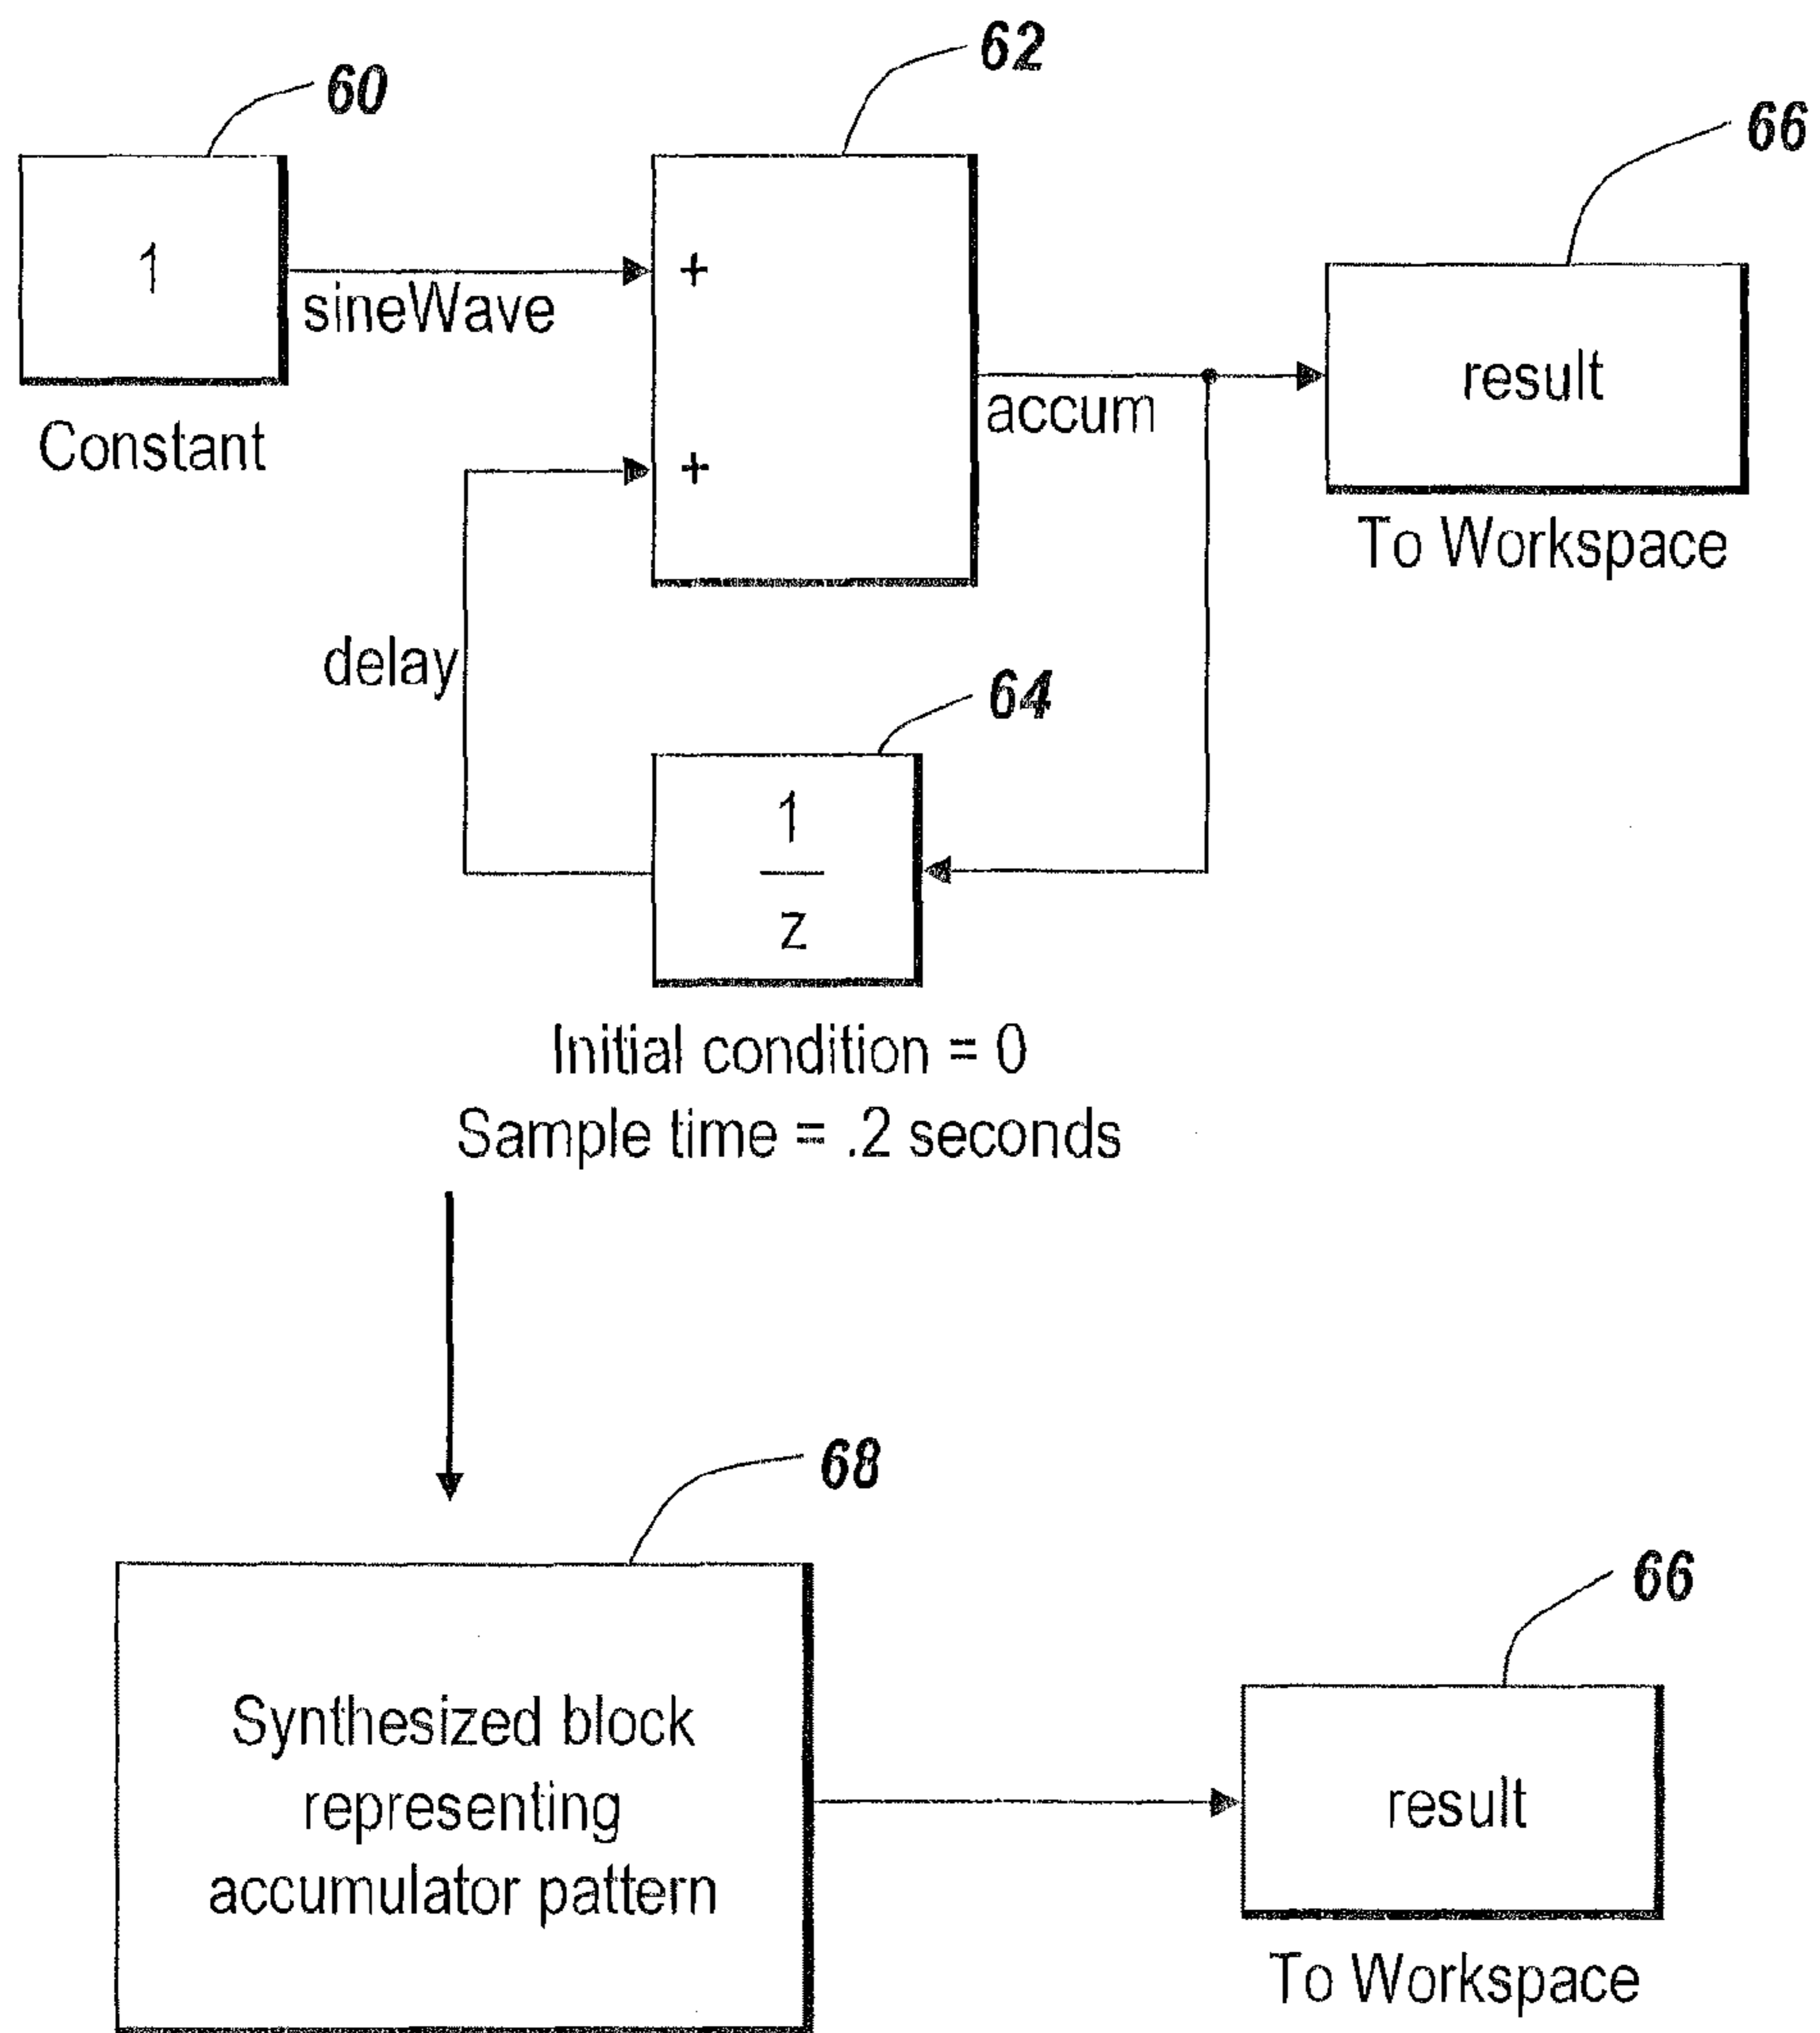 62
60
66
1
+
sineWave
result
accum
Constant
+
To Workspace
delay
64
1
z
Initial condition = 0
Sample time = .2 seconds
68
66
Synthesized block
representing
accumulator pattern
result
To Workspace